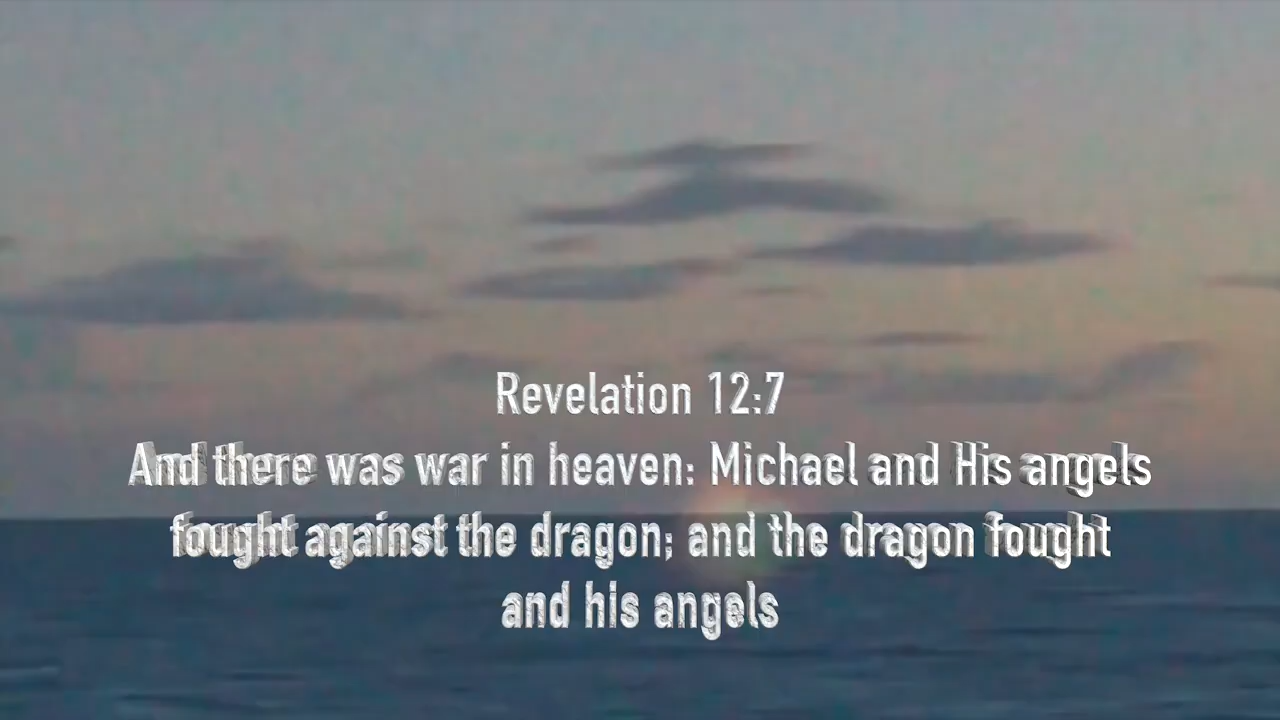 Revelation 12:7
And there was war in heaven: Michael and His angels
fought against the dragon; and the dragon fought
and his angels